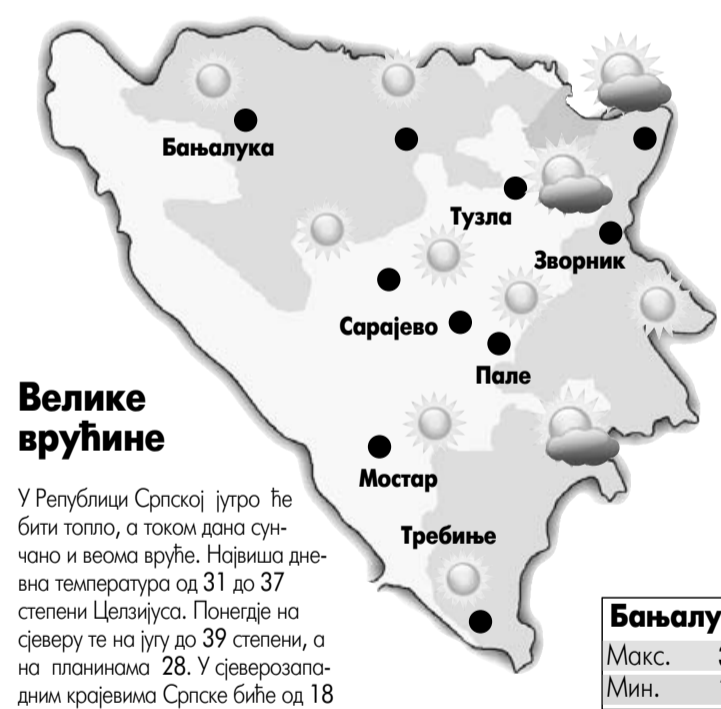 Бањалука
Тузла
Зворник
Сарајево
Пале
Мостар
Требиње
Велике
врућине
У Републици Српској јутро ће
бити топло, а током дана сун-
чано и веома вруће. Највиша дне-
вна температура од 31 до 37
степени Целзијуса. Понегдје на
сјеверу те на југу до 39 степени, а
на планинама 28. У сјеверозапа-
дним крајевима Српске биће од 18
Макс.
Мин.